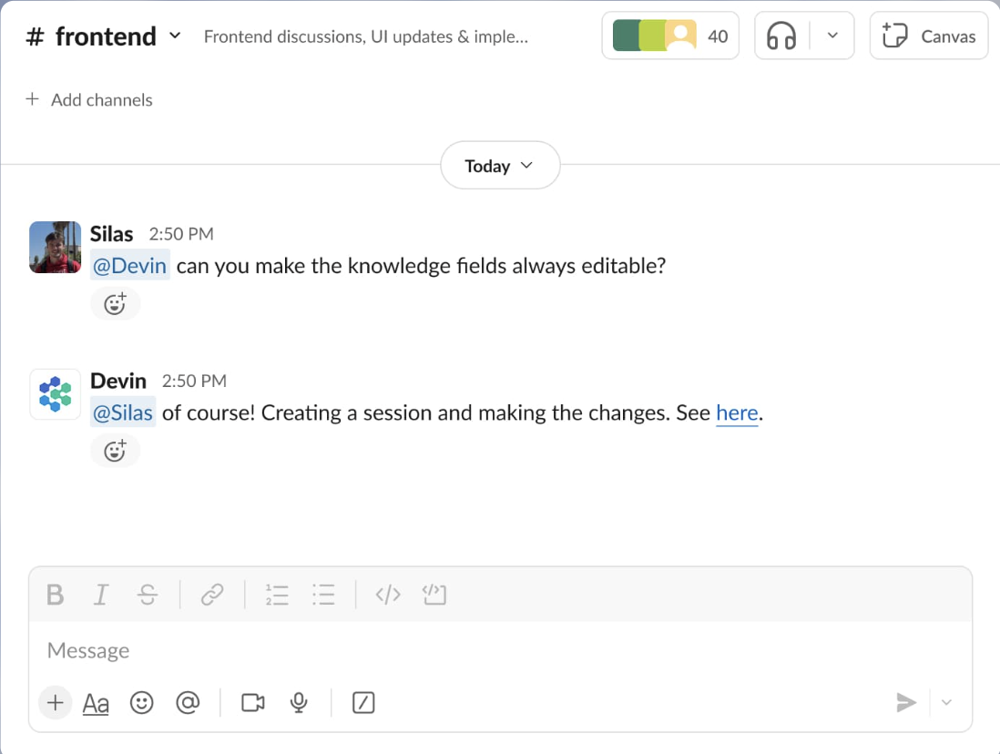 # frontend
Frontend discussions, UI updates & imple...
40
Canvas
+ Add channels
Today
Silas 2:50 PM
@Devin can you make the knowledge fields always editable?
Devin 2:50 PM
@Silas of course! Creating a session and making the changes. See here.
B I S
Message
+ Aa @